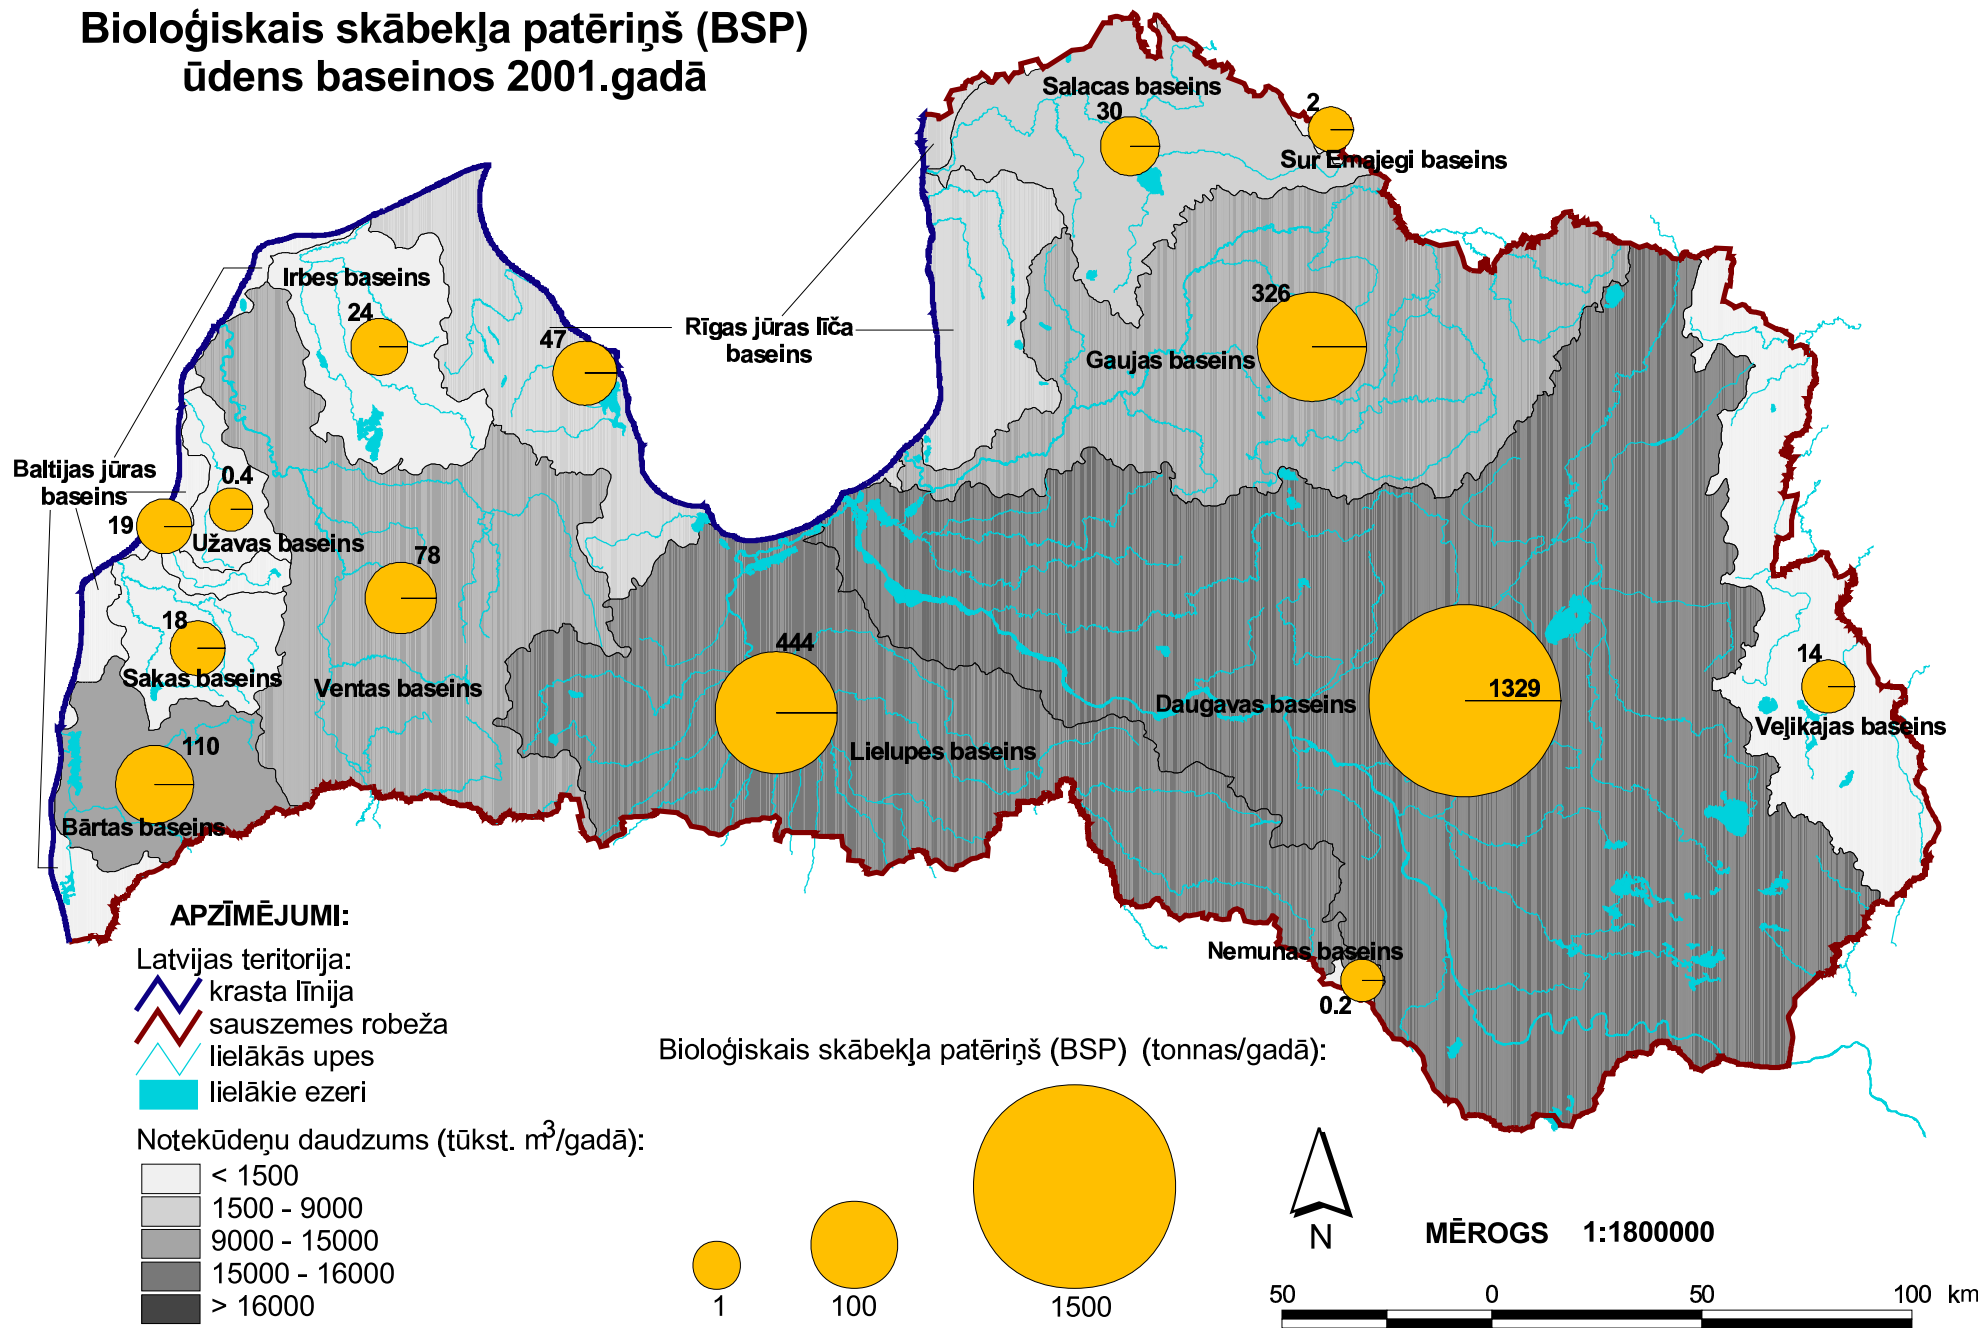 Bioloģiskais skābekļa patēriņš (BSP)
ūdens baseinos 2001.gadā
Salacas baseins
30
2
Sur Emajegi baseins
Irbes baseins
24
47
Rīgas jūras līča
baseins
326
Gaujas baseins
Baltijas jūras
baseins
19
0.4
Užavas baseins
78
18
Sakas baseins
Ventas baseins
444
Lielupes baseins
Daugavas baseins
1329
14
Veļikajas baseins
110
Bārtas baseins
Nemunas baseins
0.2
APZĪMĒJUMI:
Latvijas teritorija:
krasta līnija
sauszemes robeža
lielākās upes
lielākie ezeri
Notekūdeņu daudzums (tūkst. m³/gadā):
< 1500
1500 - 9000
9000 - 15000
15000 - 16000
> 16000
Bioloģiskais skābekļa patēriņš (BSP) (tonnas/gadā):
1 100 1500
N
MĒROGS 1:1800000
50 0 50 100 km